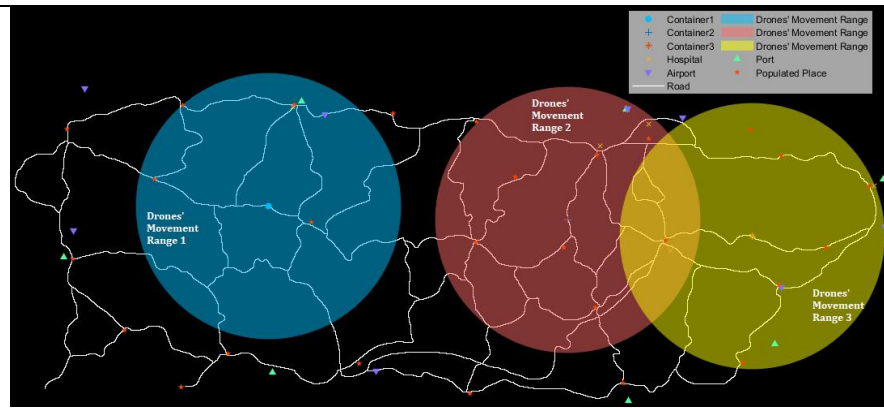 Container1
Drones' Movement Range
Container2
Drones' Movement Range
Container3
Drones' Movement Range
Hospital
Port
Airport
Populated Place
Road
Drones'
Movement
Range 1
Drones'
Movement
Range 2
Drones'
Movement
Range 3